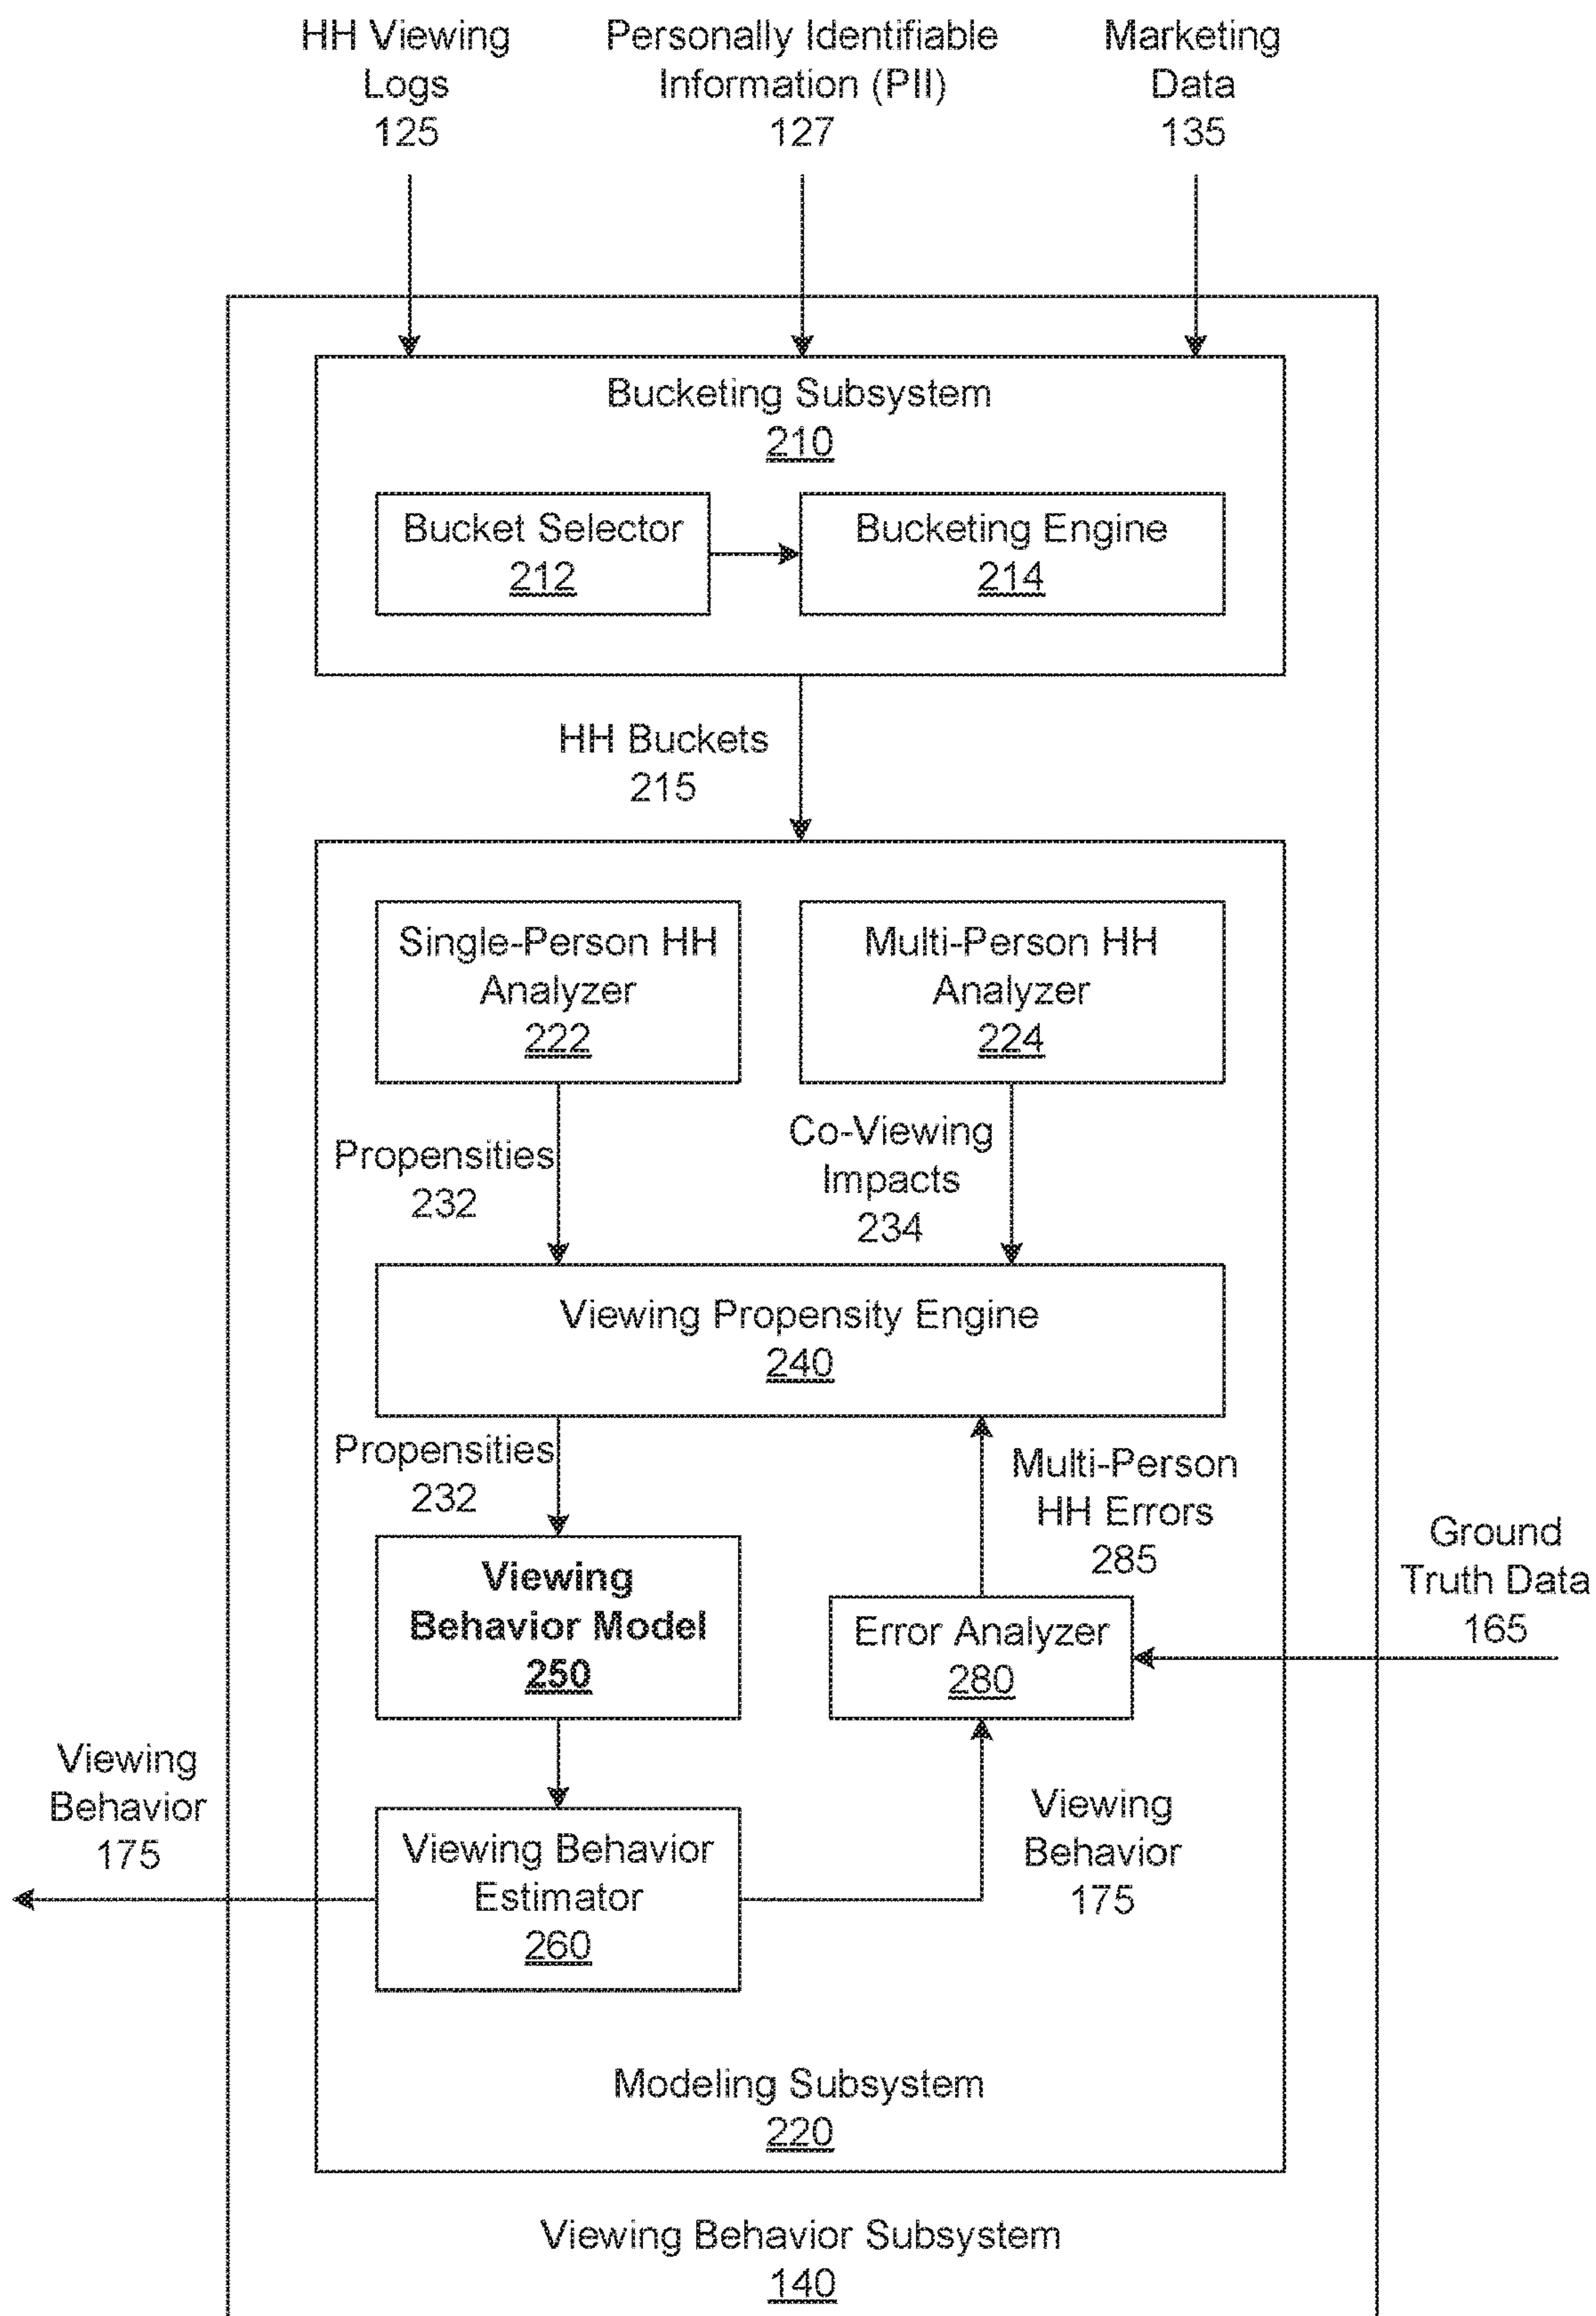 HH Viewing
Logs
125
Personally Identifiable
Information (PII)
127
Marketing
Data
135
Bucketing Subsystem
210
Bucket Selector
212
Bucketing Engine
214
HH Buckets
215
Single-Person HH
Analyzer
222
Multi-Person HH
Analyzer
224
Propensities
232
Co-Viewing
Impacts
234
Viewing Propensity Engine
240
Propensities
232
Multi-Person
HH Errors
285
Ground
Truth Data
165
Viewing
Behavior Model
250
Error Analyzer
280
Viewing
Behavior
175
Viewing Behavior
Estimator
260
Viewing
Behavior
175
Modeling Subsystem
220
Viewing Behavior Subsystem
140